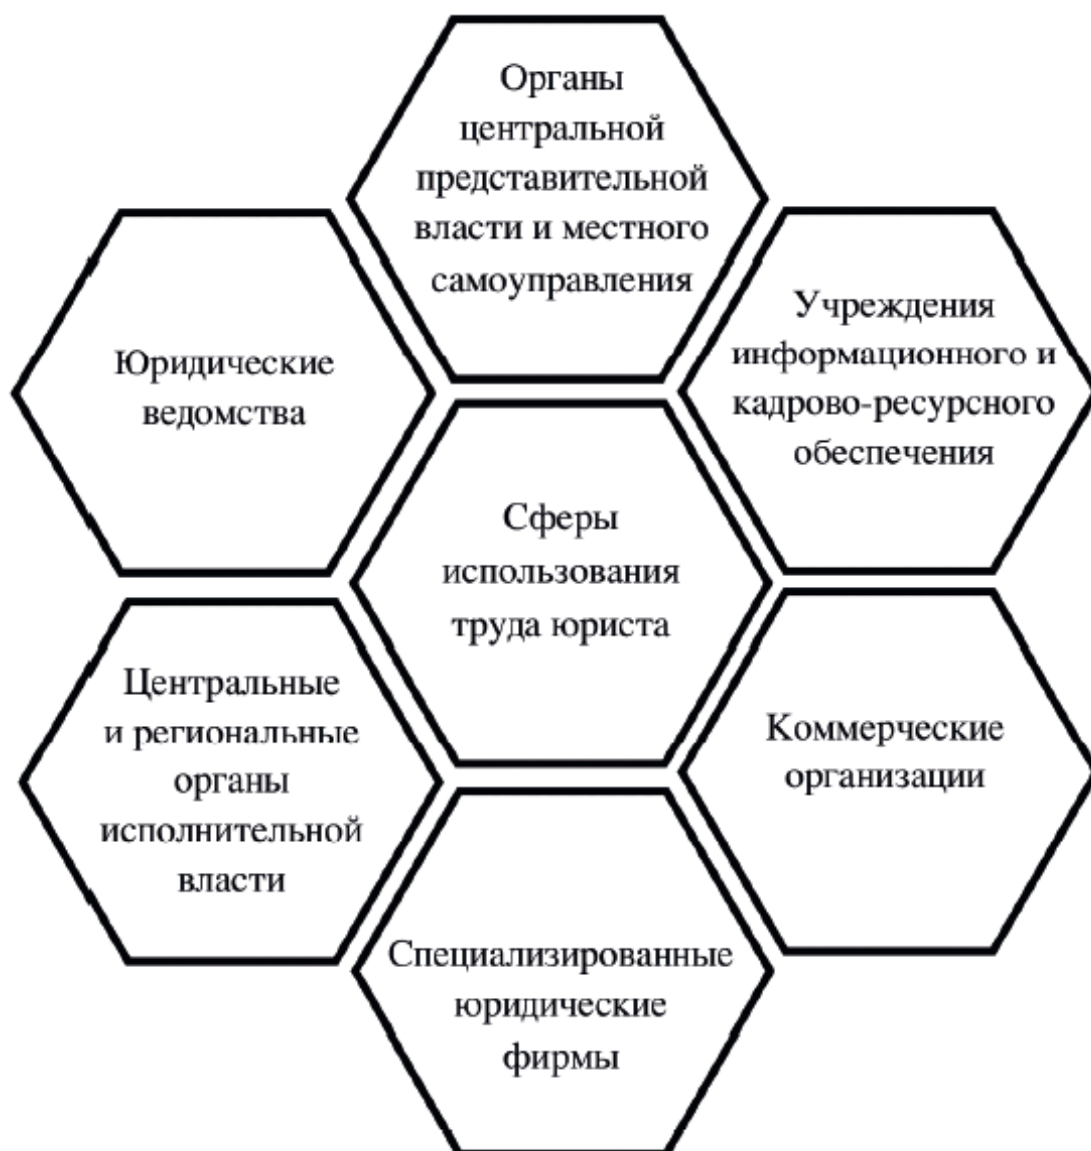 Органы
центральной
представительной
власти и местного
самоуправления
Юридические
ведомства
Учреждения
информационного и
кадрово-ресурсного
обеспечения
Сферы
использования
труда юриста
Центральные
и региональные
органы
исполнительной
власти
Коммерческие
организации
Специализированные
юридические
фирмы